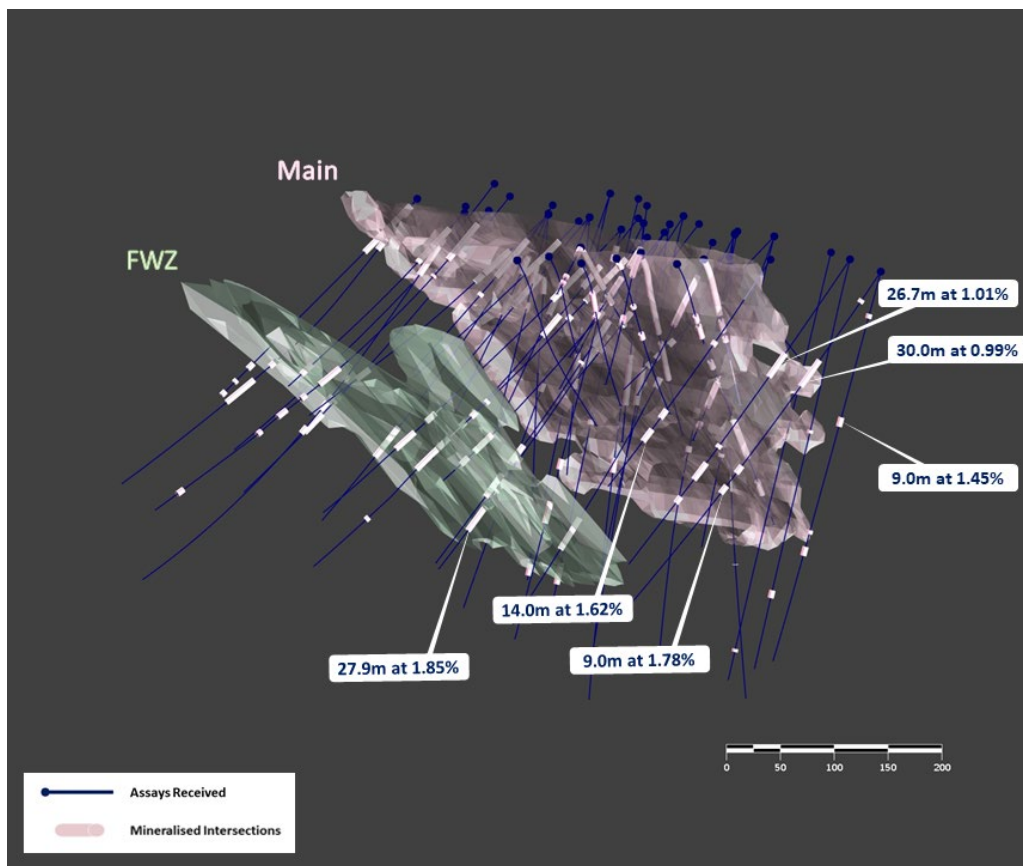 Main
FWZ
26.7m at 1.01%
30.0m at 0.99%
9.0m at 1.45%
14.0m at 1.62%
27.9m at 1.85%
9.0m at 1.78%
0 50 100 150 200
Assays Received
Mineralised Intersections